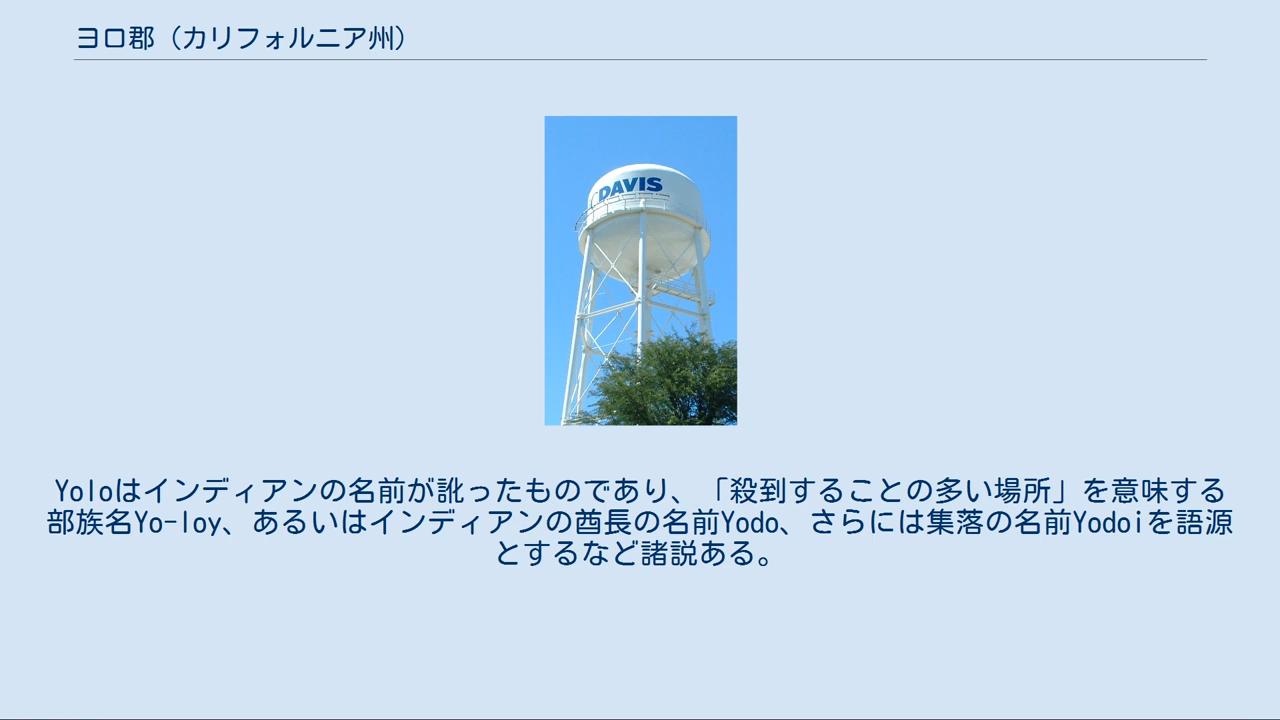 ヨロ郡（カリフォルニア州）
DAVIS
Yoloはインディアンの名前が訛ったものであり、「殺到することの多い場所」を意味する
部族名Yo-loy、あるいはインディアンの酋長の名前Yodo、さらには集落の名前Yodoiを語源
とするなど諸説ある。